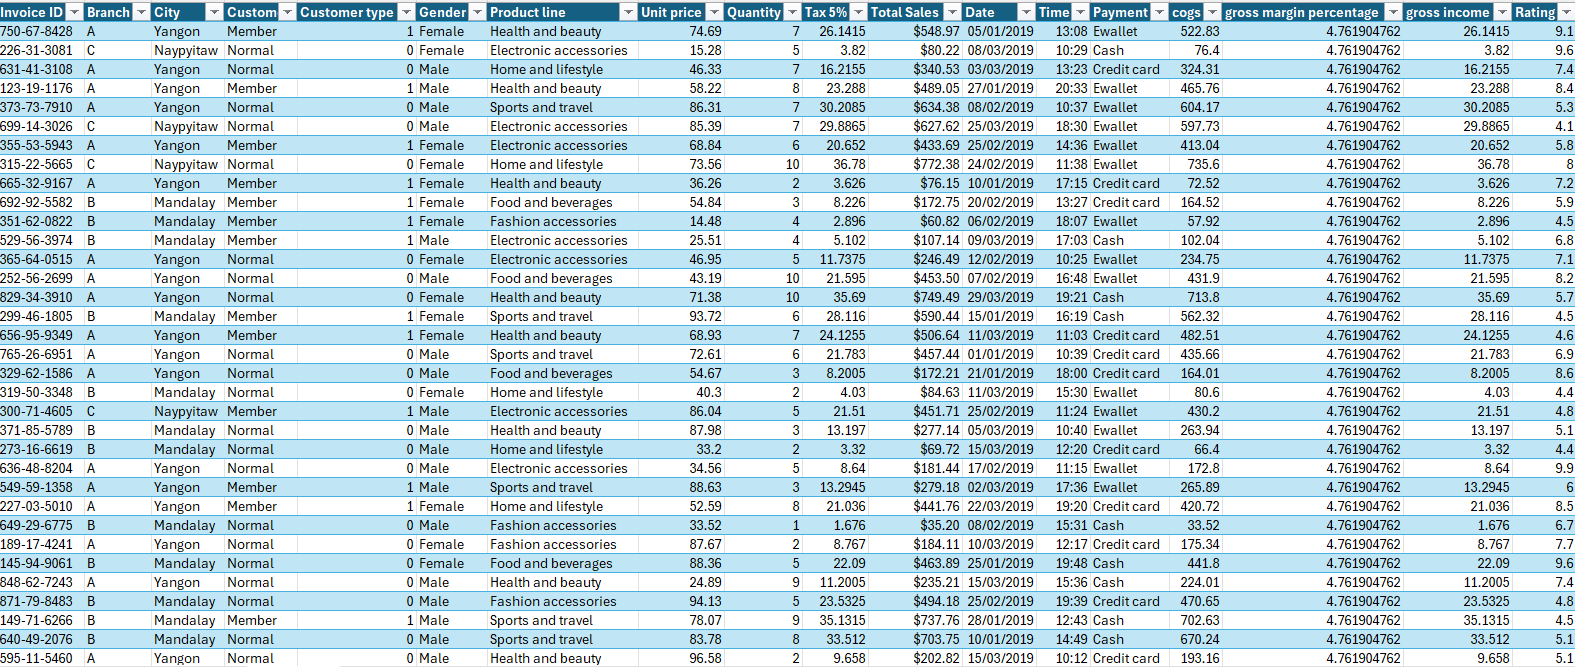 Invoice ID Branch City Custom Customer type Gender Product line Unit price Quantity Tax 5% Total Sales Date Time Payment cogs gross margin percentage gross income Rating
750-67-8428 A Yangon Member 1 Female Health and beauty 74.69 7 26.1415 $548.97 05/01/2019 13:08 Ewallet 522.83 4.761904762 26.1415 9.1
226-31-3081 C Naypyitaw Normal 0 Female Electronic accessories 15.28 5 3.82 $80.22 08/03/2019 10:29 Cash 76.4 4.761904762 3.82 9.6
631-41-3108 A Yangon Normal 0 Male Home and lifestyle 46.33 7 16.2155 $340.53 03/03/2019 13:23 Credit card 324.31 4.761904762 16.2155 7.4
123-19-1176 A Yangon Member 1 Male Health and beauty 58.22 8 23.288 $489.05 27/01/2019 20:33 Ewallet 465.76 4.761904762 23.288 8.4
373-73-7910 A Yangon Normal 0 Male Sports and travel 86.31 7 30.2085 $634.38 08/02/2019 10:37 Ewallet 604.17 4.761904762 30.2085 5.3
699-14-3026 C Naypyitaw Normal 0 Male Electronic accessories 85.39 7 29.8865 $627.62 25/03/2019 18:30 Ewallet 597.73 4.761904762 29.8865 4.1
355-53-5943 A Yangon Member 1 Female Electronic accessories 68.84 6 20.652 $433.69 25/02/2019 14:36 Ewallet 413.04 4.761904762 20.652 5.8
315-22-5665 C Naypyitaw Normal 0 Female Home and lifestyle 73.56 10 36.78 $772.38 24/02/2019 11:38 Ewallet 735.6 4.761904762 36.78 8
665-32-9167 A Yangon Member 1 Female Health and beauty 36.26 2 3.626 $76.15 10/01/2019 17:15 Credit card 72.52 4.761904762 3.626 7.2
692-92-5582 B Mandalay Member 1 Female Food and beverages 54.84 3 8.226 $172.75 20/02/2019 13:27 Credit card 164.52 4.761904762 8.226 5.9
351-62-0822 B Mandalay Member 1 Female Fashion accessories 14.48 4 2.896 $60.82 06/02/2019 18:07 Ewallet 57.92 4.761904762 2.896 4.5
529-56-3974 B Mandalay Member 1 Male Electronic accessories 25.51 4 5.102 $107.14 09/03/2019 17:03 Cash 102.04 4.761904762 5.102 6.8
365-64-0515 A Yangon Normal 0 Female Electronic accessories 46.95 5 11.7375 $246.49 12/02/2019 10:25 Ewallet 234.75 4.761904762 11.7375 7.1
252-56-2699 A Yangon Normal 0 Male Food and beverages 43.19 10 21.595 $453.50 07/02/2019 16:48 Ewallet 431.9 4.761904762 21.595 8.2
829-34-3910 A Yangon Normal 0 Female Health and beauty 71.38 10 35.69 $749.49 29/03/2019 19:21 Cash 713.8 4.761904762 35.69 5.7
299-46-1805 B Mandalay Member 1 Female Sports and travel 93.72 6 28.116 $590.44 15/01/2019 16:19 Cash 562.32 4.761904762 28.116 4.5
656-95-9349 A Yangon Member 1 Female Health and beauty 68.93 7 24.1255 $506.64 11/03/2019 11:03 Credit card 482.51 4.761904762 24.1255 4.6
765-26-6951 A Yangon Normal 0 Male Sports and travel 72.61 6 21.783 $457.44 01/01/2019 10:39 Credit card 435.66 4.761904762 21.783 6.9
329-62-1586 A Yangon Normal 0 Male Food and beverages 54.67 3 8.2005 $172.21 21/01/2019 18:00 Credit card 164.01 4.761904762 8.2005 8.6
319-50-3348 B Mandalay Normal 0 Female Home and lifestyle 40.3 2 4.03 $84.63 11/03/2019 15:30 Ewallet 80.6 4.761904762 4.03 4.4
300-71-4605 C Naypyitaw Member 1 Male Electronic accessories 86.04 5 21.51 $451.71 25/02/2019 11:24 Ewallet 430.2 4.761904762 21.51 4.8
371-85-5789 B Mandalay Normal 0 Male Health and beauty 87.98 3 13.197 $277.14 05/03/2019 10:40 Ewallet 263.94 4.761904762 13.197 5.1
273-16-6619 B Mandalay Normal 0 Male Home and lifestyle 33.2 2 3.32 $69.72 15/03/2019 12:20 Credit card 66.4 4.761904762 3.32 4.4
636-48-8204 A Yangon Normal 0 Male Electronic accessories 34.56 5 8.64 $181.44 17/02/2019 11:15 Ewallet 172.8 4.761904762 8.64 9.9
549-59-1358 A Yangon Member 1 Male Sports and travel 88.63 3 13.2945 $279.18 02/03/2019 17:36 Ewallet 265.89 4.761904762 13.2945 6
227-03-5010 A Yangon Member 1 Female Home and lifestyle 52.59 8 21.036 $441.76 22/03/2019 19:20 Credit card 420.72 4.761904762 21.036 8.5
649-29-6775 B Mandalay Normal 0 Male Fashion accessories 33.52 1 1.676 $35.20 08/02/2019 15:31 Cash 33.52 4.761904762 1.676 6.7
189-17-4241 A Yangon Normal 0 Female Fashion accessories 87.67 2 8.767 $184.11 10/03/2019 12:17 Credit card 175.34 4.761904762 8.767 7.7
145-94-9061 B Mandalay Normal 0 Female Food and beverages 88.36 5 22.09 $463.89 25/01/2019 19:48 Cash 441.8 4.761904762 22.09 9.6
848-62-7243 A Yangon Normal 0 Male Health and beauty 24.89 9 11.2005 $235.21 15/03/2019 15:36 Cash 224.01 4.761904762 11.2005 7.4
871-79-8483 B Mandalay Normal 0 Male Fashion accessories 94.13 5 23.5325 $494.18 25/02/2019 19:39 Credit card 470.65 4.761904762 23.5325 4.8
149-71-6266 B Mandalay Member 1 Male Sports and travel 78.07 9 35.1315 $737.76 28/01/2019 12:43 Cash 702.63 4.761904762 35.1315 4.5
640-49-2076 B Mandalay Normal 0 Male Sports and travel 83.78 8 33.512 $703.75 10/01/2019 14:49 Cash 670.24 4.761904762 33.512 5.1
595-11-5460 A Yangon Normal 0 Male Health and beauty 96.58 2 9.658 $202.82 15/03/2019 10:12 Credit card 193.16 4.761904762 9.658 5.1